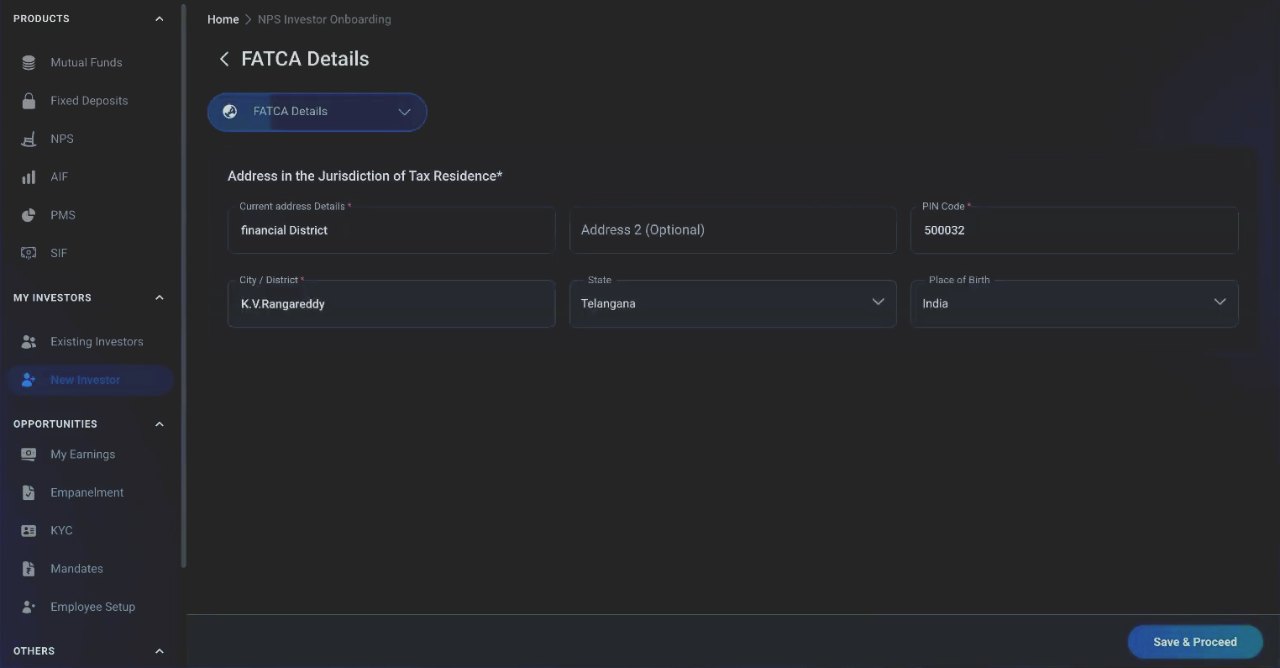 PRODUCTS
Mutual Funds
Fixed Deposits
NPS
AIF
PMS
SIF
MY INVESTORS
Existing Investors
New Investor
OPPORTUNITIES
My Earnings
Empanelment
KYC
Mandates
Employee Setup
OTHERS
Home > NPS Investor Onboarding
FATCA Details
FATCA Details
Address in the Jurisdiction of Tax Residence*
Current address Details *
financial District
Address 2 (Optional)
PIN Code *
500032
City / District *
K.V.Rangareddy
State
Telangana
Place of Birth
India
Save & Proceed